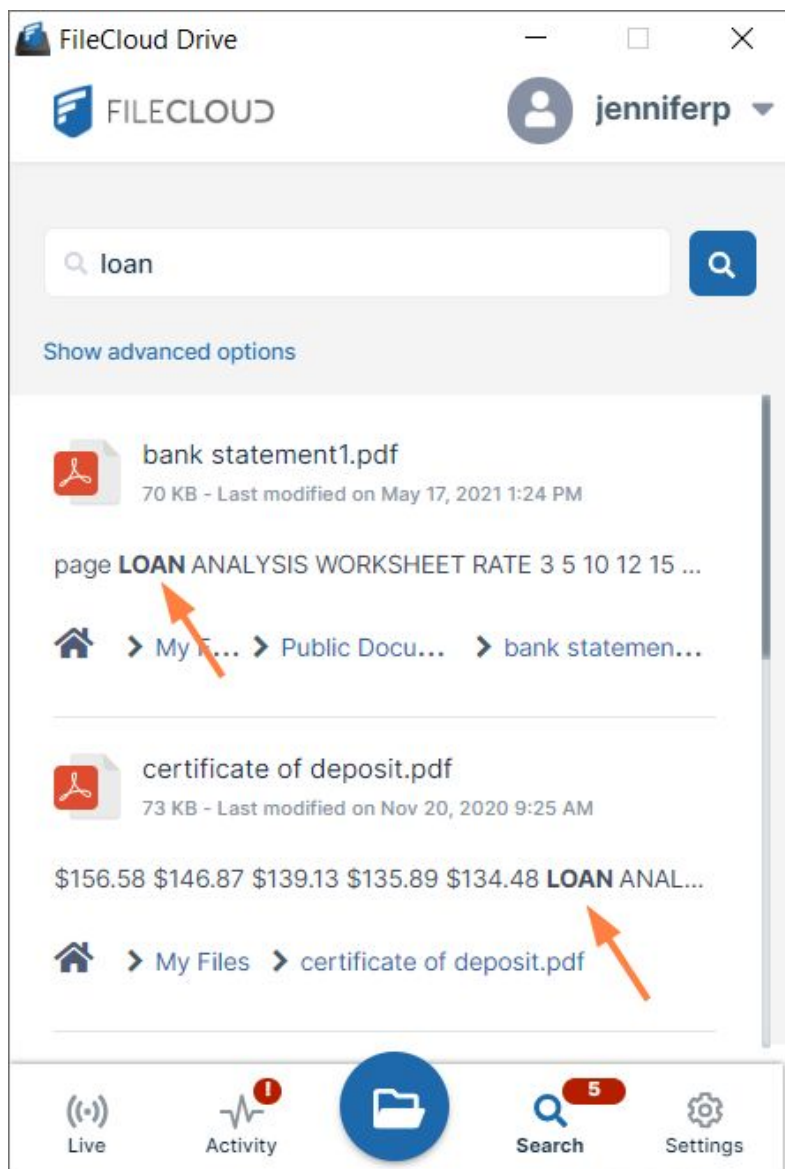 FileCloud Drive
FILECLOUD
jenniferp
loan
Show advanced options
bank statement1.pdf
70 KB - Last modified on May 17, 2021 1:24 PM
page LOAN ANALYSIS WORKSHEET RATE 3 5 10 12 15 ...
My F... Public Docu... bank statemen...
certificate of deposit.pdf
73 KB - Last modified on Nov 20, 2020 9:25 AM
$156.58 $146.87 $139.13 $135.89 $134.48 LOAN ANAL...
My Files certificate of deposit.pdf
! 5
Live Activity Search Settings